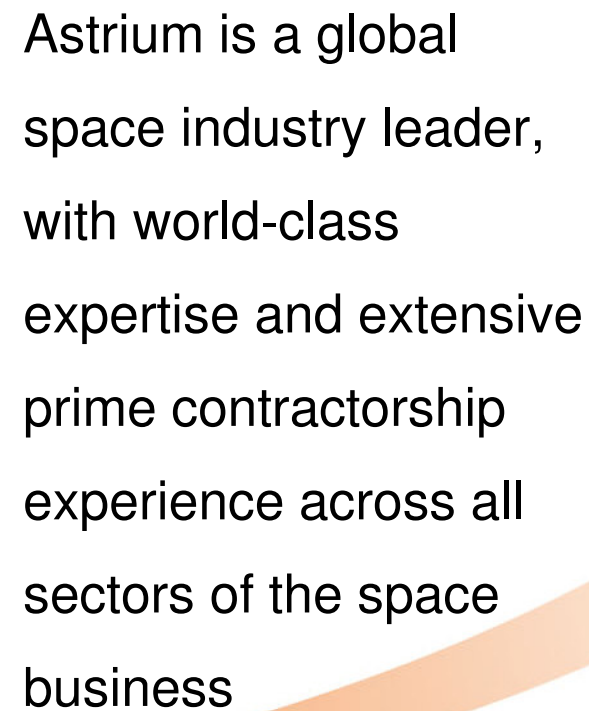 Astrium is a global
space industry leader,
with world-class
expertise and extensive
prime contractorship
experience across all
sectors of the space
business